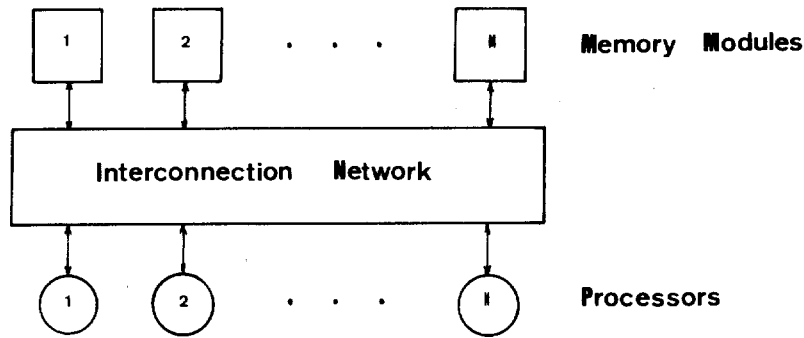 1 2 . . . M Memory Modules
Interconnection Network
1 2 . . . N Processors